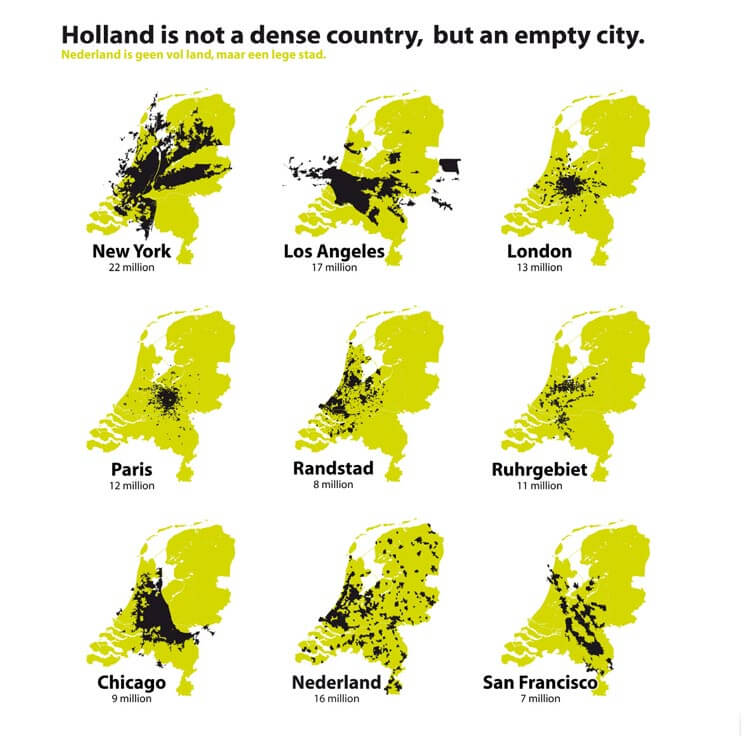 Holland is not a dense country, but an empty city.
Nederland is geen vol land, maar een lege stad.
New York
22 million
Los Angeles
17 million
London
13 million
Paris
12 million
Randstad
8 million
Ruhrgebiet
11 million
Chicago
9 million
Nederland
16 million
San Francisco
7 million